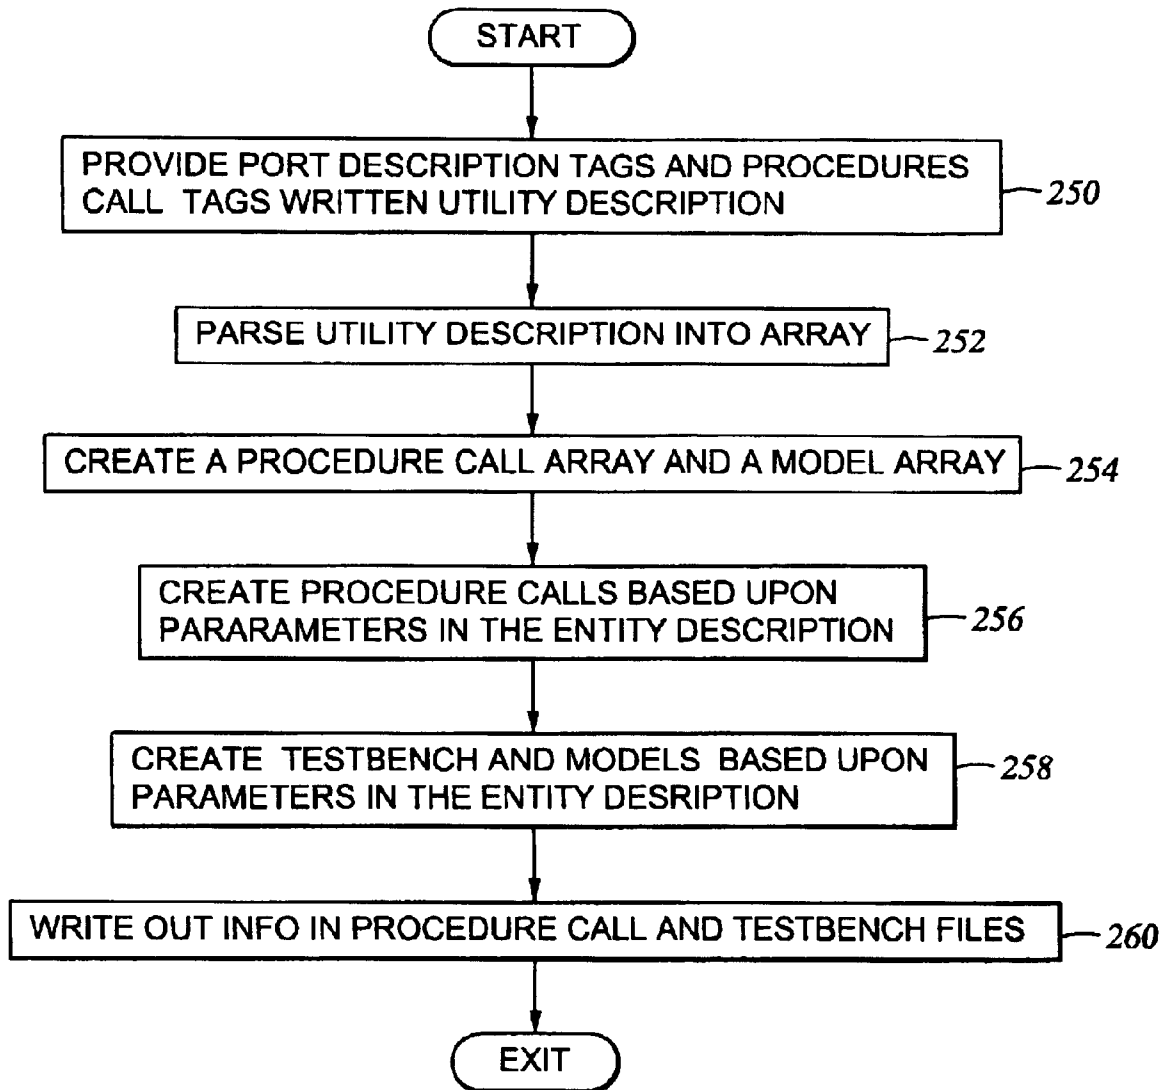 START
PROVIDE PORT DESCRIPTION TAGS AND PROCEDURES
CALL TAGS WRITTEN UTILITY DESCRIPTION
250
PARSE UTILITY DESCRIPTION INTO ARRAY
252
CREATE A PROCEDURE CALL ARRAY AND A MODEL ARRAY
254
CREATE PROCEDURE CALLS BASED UPON
PARARAMETERS IN THE ENTITY DESCRIPTION
256
CREATE TESTBENCH AND MODELS BASED UPON
PARAMETERS IN THE ENTITY DESRIPTION
258
WRITE OUT INFO IN PROCEDURE CALL AND TESTBENCH FILES
260
EXIT